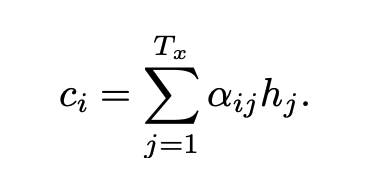 $c_i = \sum_{j=1}^{T_x} \alpha_{ij} h_j.$